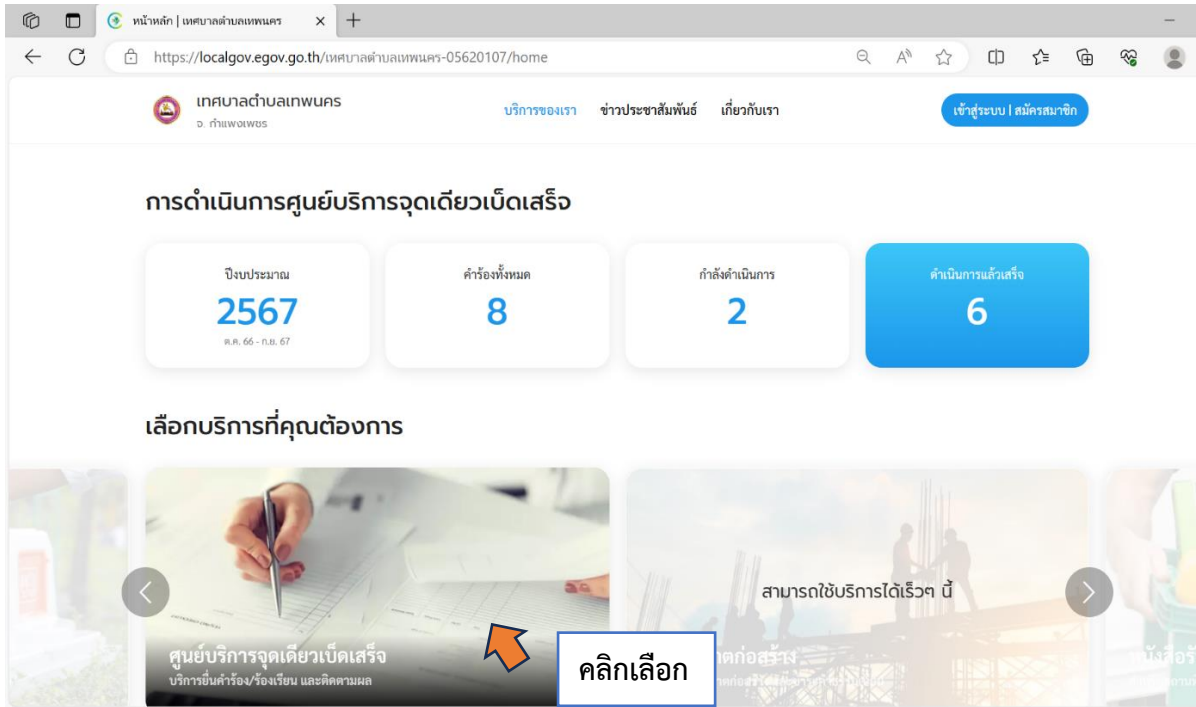 หน้าหลัก | เทศบาลตำบลเทพนคร
https://localgov.egov.go.th/เทศบาลตำบลเทพนคร-05620107/home
เทศบาลตำบลเทพนคร
จ. กำแพงเพชร
บริการของเรา ข่าวประชาสัมพันธ์ เกี่ยวกับเรา
เข้าสู่ระบบ | สมัครสมาชิก
การดำเนินการศูนย์บริการจุดเดียวเบ็ดเสร็จ
ปีงบประมาณ
2567
ต.ค. 66 - ก.ย. 67
คำร้องทั้งหมด
8
กำลังดำเนินการ
2
ดำเนินการแล้วเสร็จ
6
เลือกบริการที่คุณต้องการ
ศูนย์บริการจุดเดียวเบ็ดเสร็จ
บริการยื่นคำร้อง/ร้องเรียน และติดตามผล
คลิกเลือก
สามารถใช้บริการได้เร็วๆ นี้